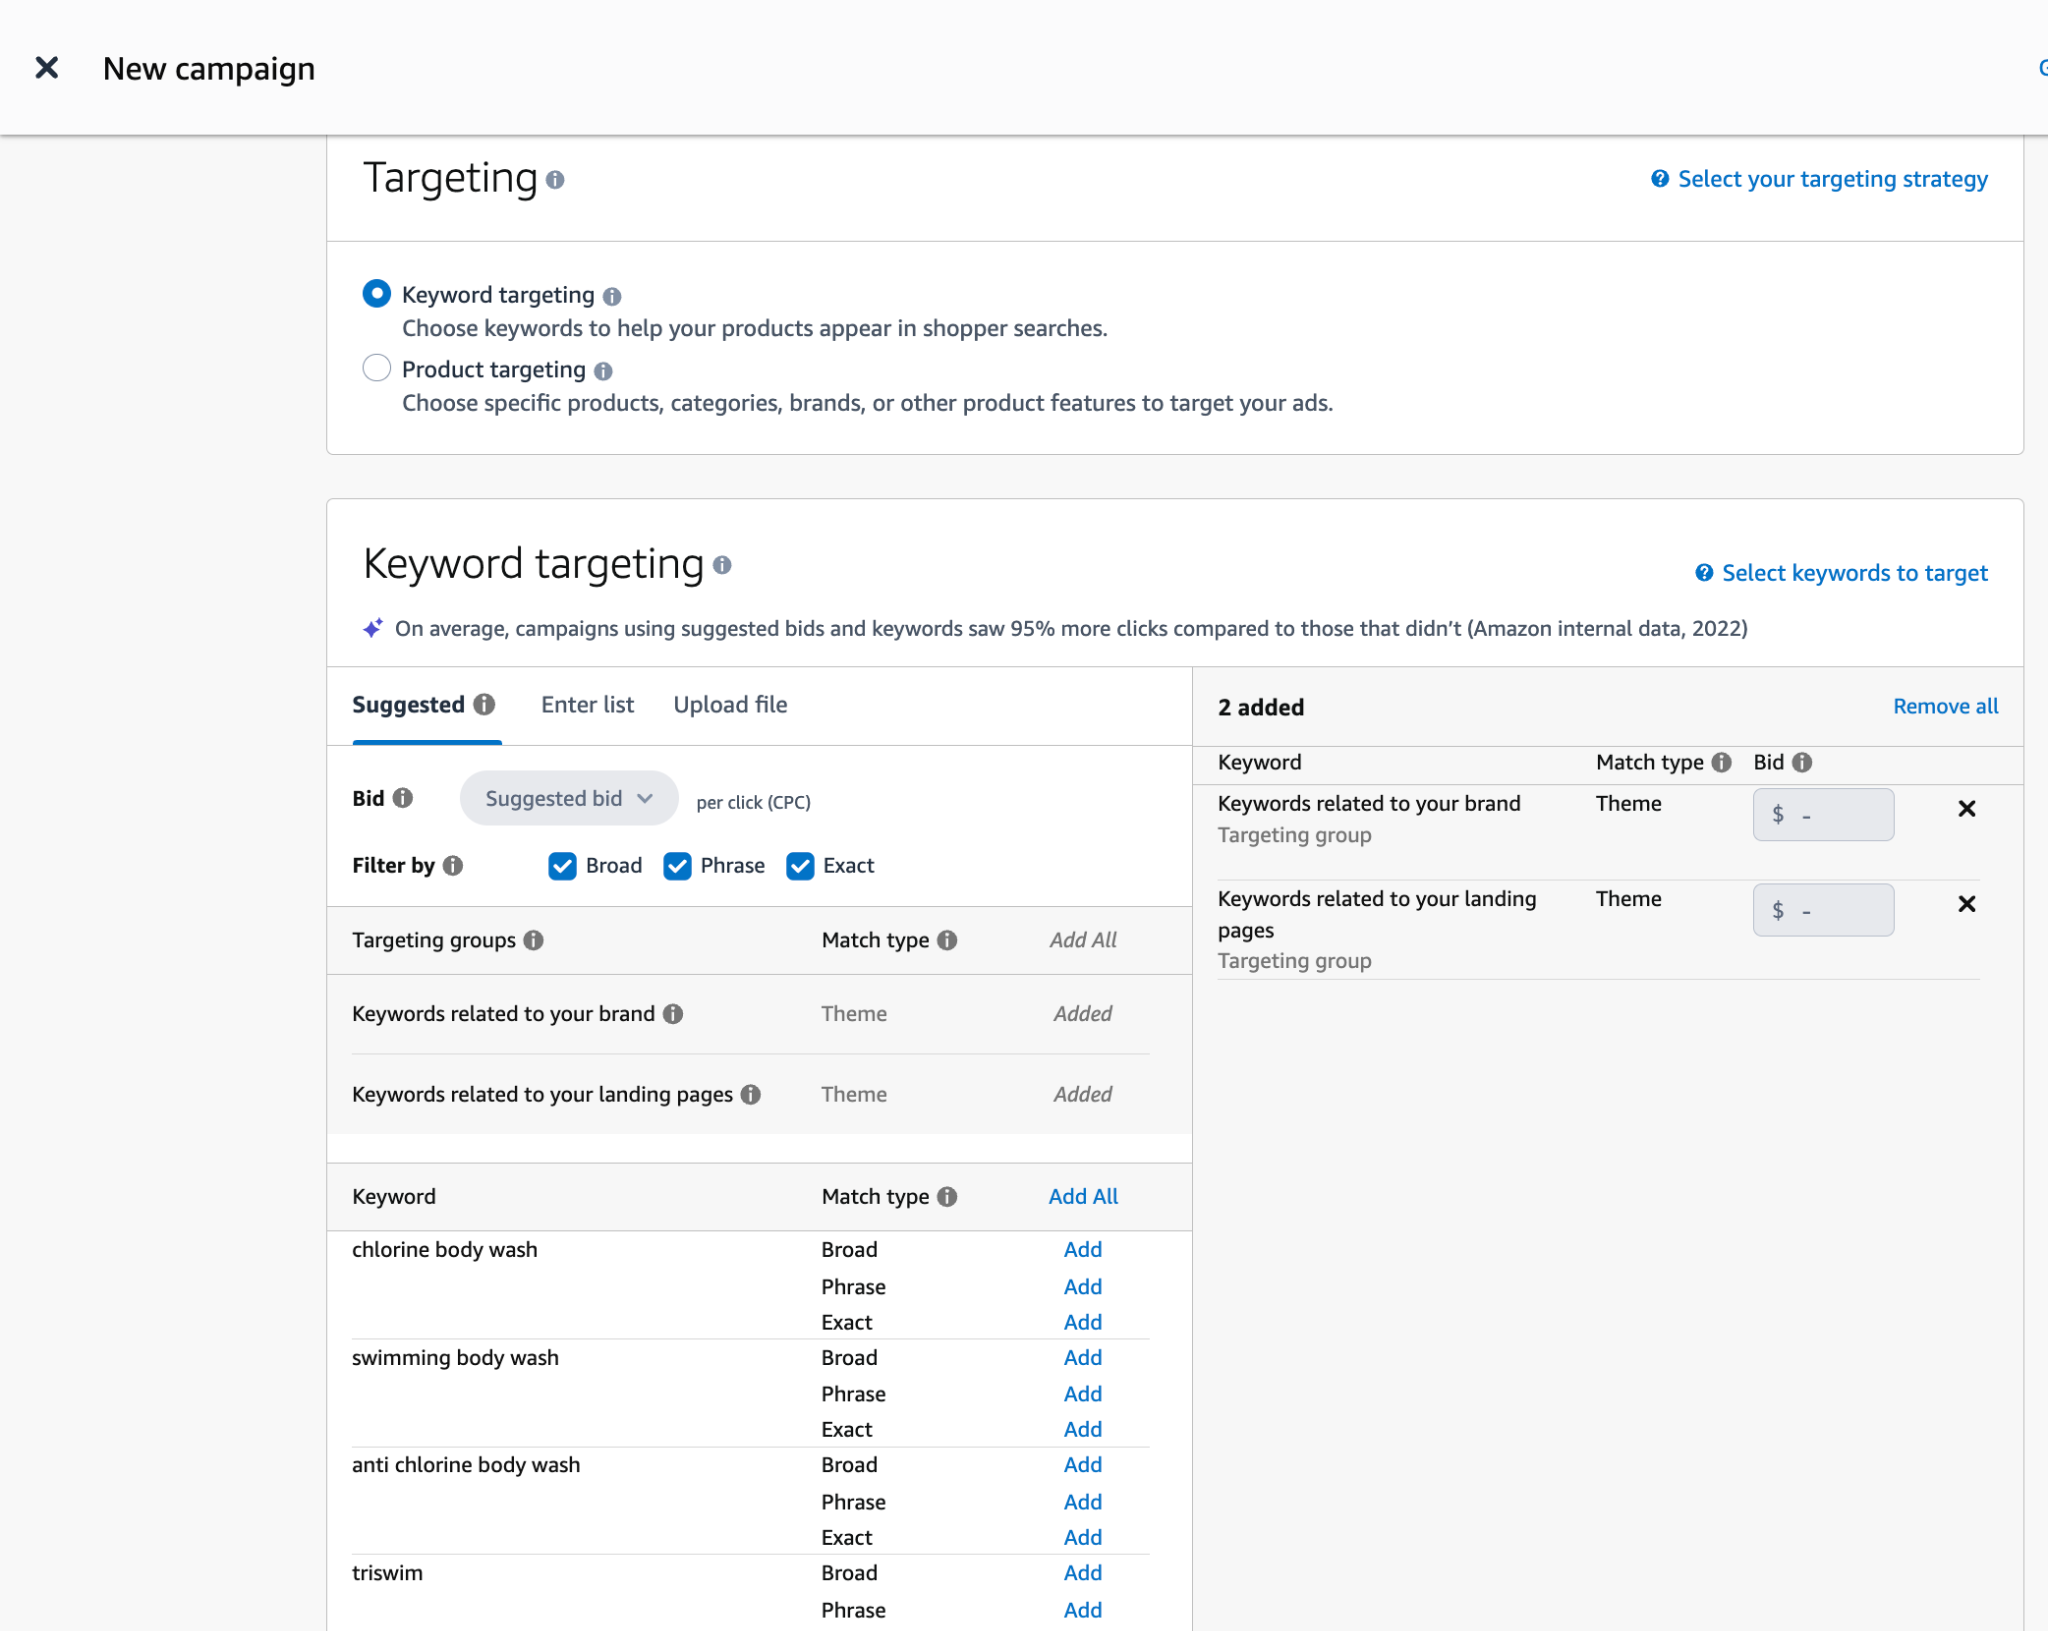 New campaign
Targeting
Select your targeting strategy
Keyword targeting
Choose keywords to help your products appear in shopper searches.
Product targeting
Choose specific products, categories, brands, or other product features to target your ads.
Keyword targeting
Select keywords to target
On average, campaigns using suggested bids and keywords saw 95% more clicks compared to those that didn't (Amazon internal data, 2022)
Suggested Enter list Upload file
Bid Suggested bid per click (CPC)
Filter by Broad Phrase Exact
Targeting groups Match type Add All
Keywords related to your brand Theme Added
Keywords related to your landing pages Theme Added
Keyword Match type Add All
chlorine body wash Broad Add
Phrase Add
Exact Add
swimming body wash Broad Add
Phrase Add
Exact Add
anti chlorine body wash Broad Add
Phrase Add
Exact Add
triswim Broad Add
Phrase Add
2 added Remove all
Keyword Match type Bid
Keywords related to your brand Theme $ -
Targeting group
Keywords related to your landing Theme $ -
pages
Targeting group